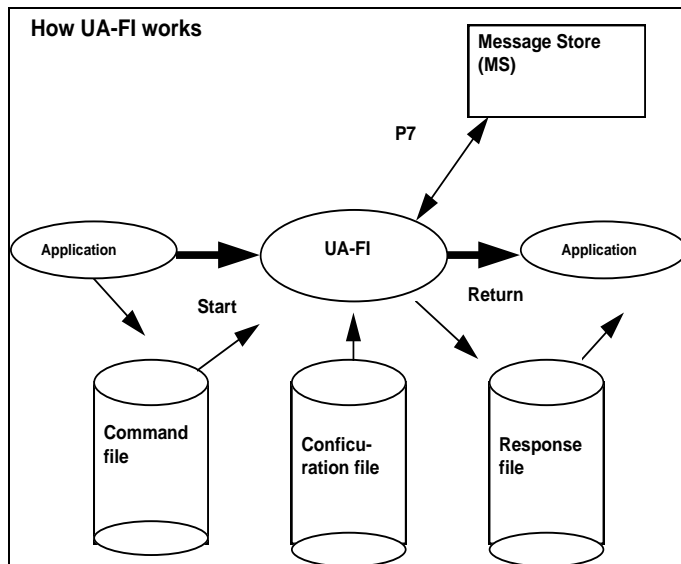 How UA-FI works
Message Store
(MS)
P7
Application
UA-FI
Application
Start
Return
Command
file
Conficu-
ration file
Response
file